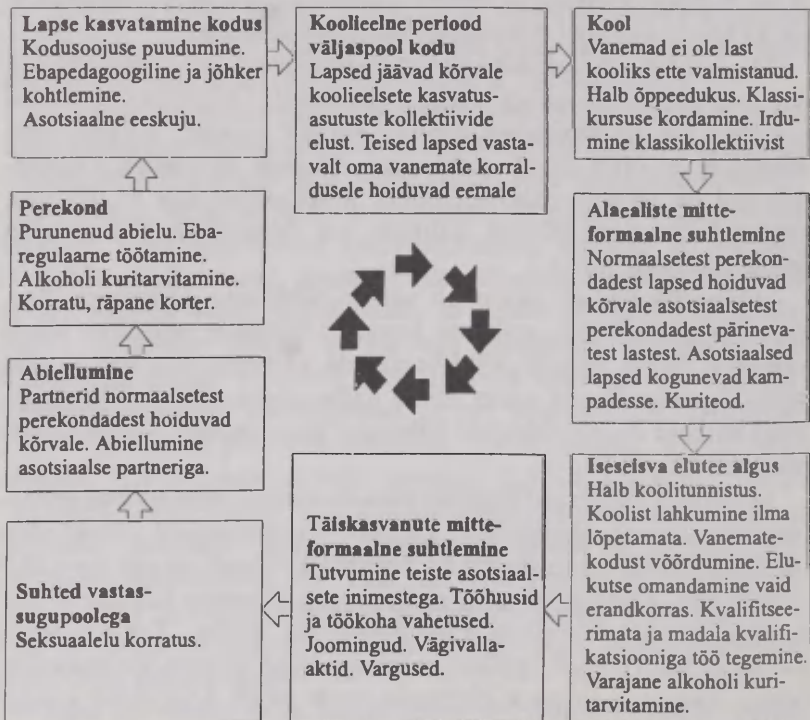 Lapse kasvatamine kodus
Kodusoojuse puudumine.
Ebapedagoogiline ja jõhker
kohtlemine.
Asotsiaalne eeskuju.
Koolieelne periood
väljaspool kodu
Lapsed jäävad kõrvale
koolieelsete kasvatus-
asutuste kollektiivide
elust. Teised lapsed vasta-
valt oma vanemate korral-
dusele hoiduvad eemale
Kool
Vanemad ei ole last
kooliks ette valmistanud.
Halb õppeedukus. Klassi-
kursuse kordamine. Irdu-
mine klassikollektiivist
Alaealiste mitte-
formaalne suhtlemine
Normaalsetest perekon-
dadest lapsed hoiduvad
kõrvale asotsiaalsetest
perekondadest pärineva-
test lastest. Asotsiaalsed
lapsed kogunevad kam-
padesse. Kuriteod.
Iseseisva elutee algus
Halb koolitunnistus.
Koolist lahkumine ilma
lõpetamata. Vanemate-
kodust võõrdumine. Elu-
kutse omandamine vaid
erandkorras. Kvalifitsee-
rimata ja madala kvalifi-
katsiooniga töö tegemine.
Varajane alkoholi kuri-
tarvitamine.
Täiskasvanute mitte-
formaalne suhtlemine
Tutvumine teiste asotsiaal-
sete inimestega. Tööluusid
ja töökoha vahetused.
Joomingud. Vägivalla-
aktid. Vargused.
Suhted vastas-
sugupoolega
Seksuaalelu korratus.
Abiellumine
Partnerid normaalsetest
perekondadest hoiduvad
kõrvale. Abiellumine
asotsiaalse partneriga.
Perekond
Purunenud abielu. Eba-
regulaarne töötamine.
Alkoholi kuritarvitamine.
Korratu, räpane korter.